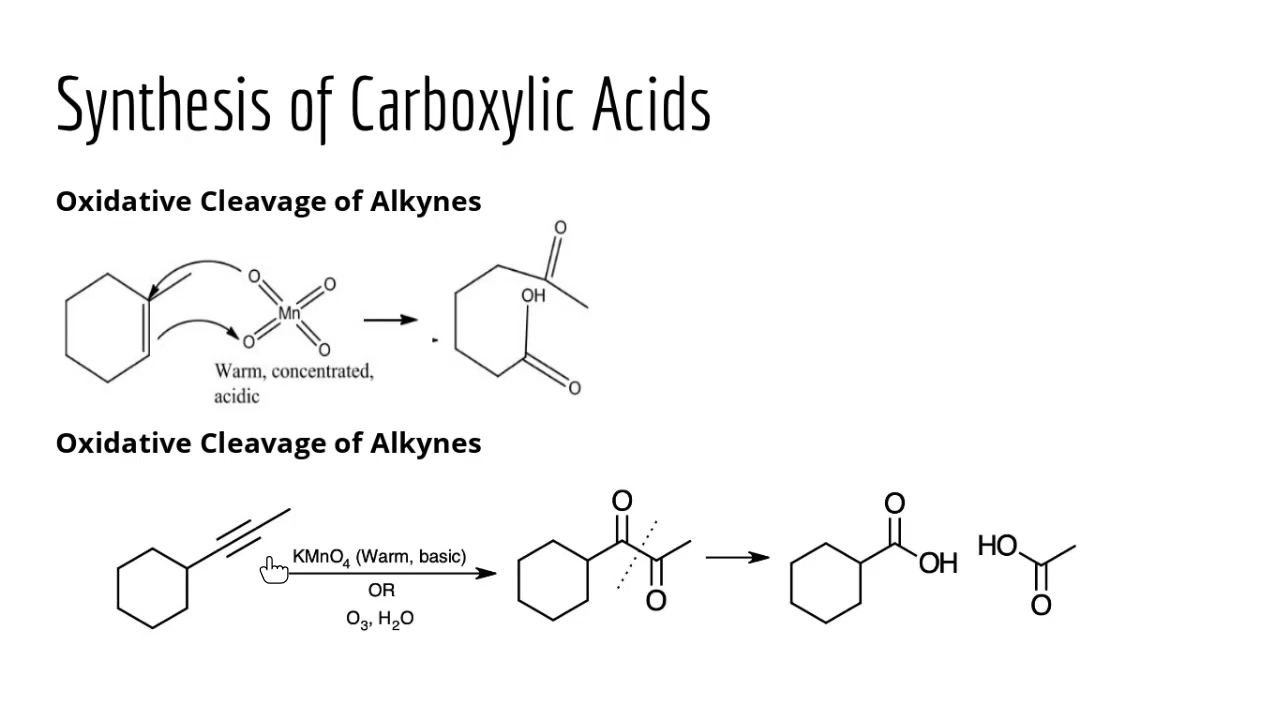 Synthesis of Carboxylic Acids
Oxidative Cleavage of Alkynes
O
O
O
Mn
O
O
OH
O
Warm, concentrated,
acidic
Oxidative Cleavage of Alkynes
KMnO4 (Warm, basic)
OR
O3, H2O
O
O
O
OH
HO
O